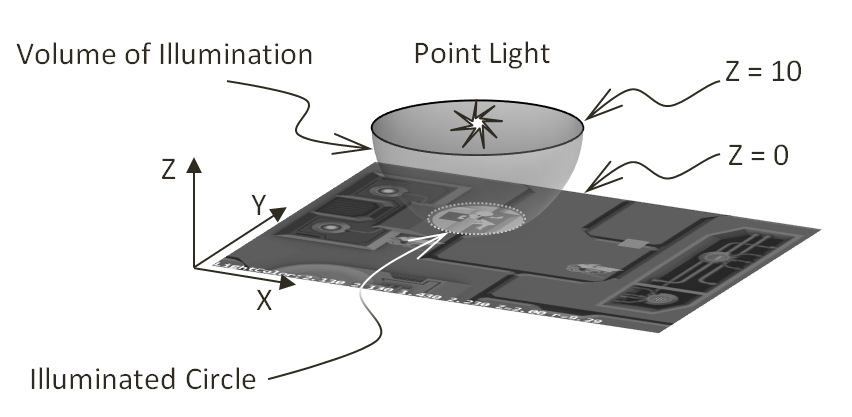 Volume of Illumination
Point Light
Z = 10
Z = 0
Z
Y
X
Illuminated Circle